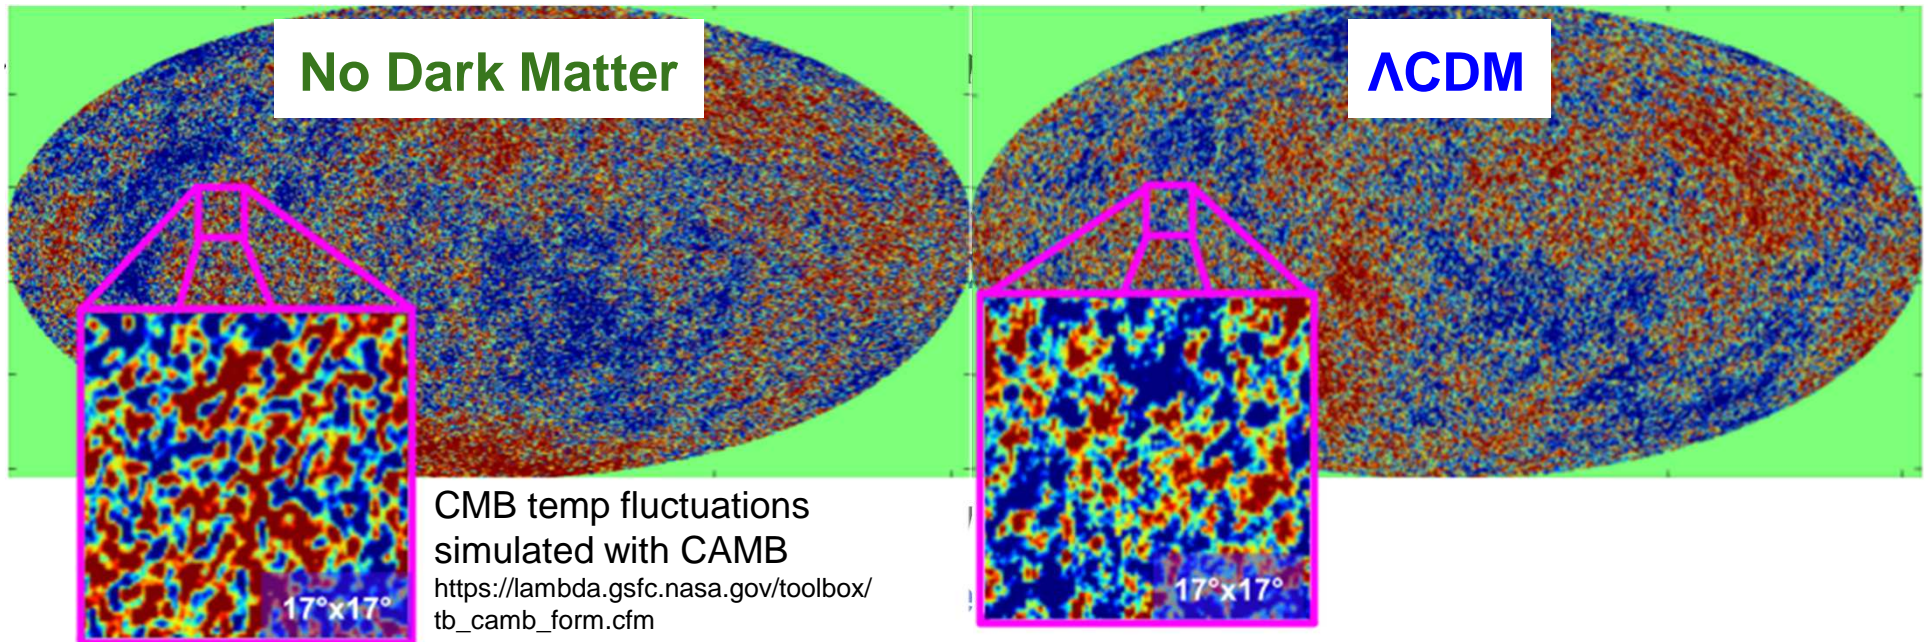 No Dark Matter
ΛCDM
17°x17°
CMB temp fluctuations
simulated with CAMB
https://lambda.gsfc.nasa.gov/toolbox/
tb_camb_form.cfm
17°x17°